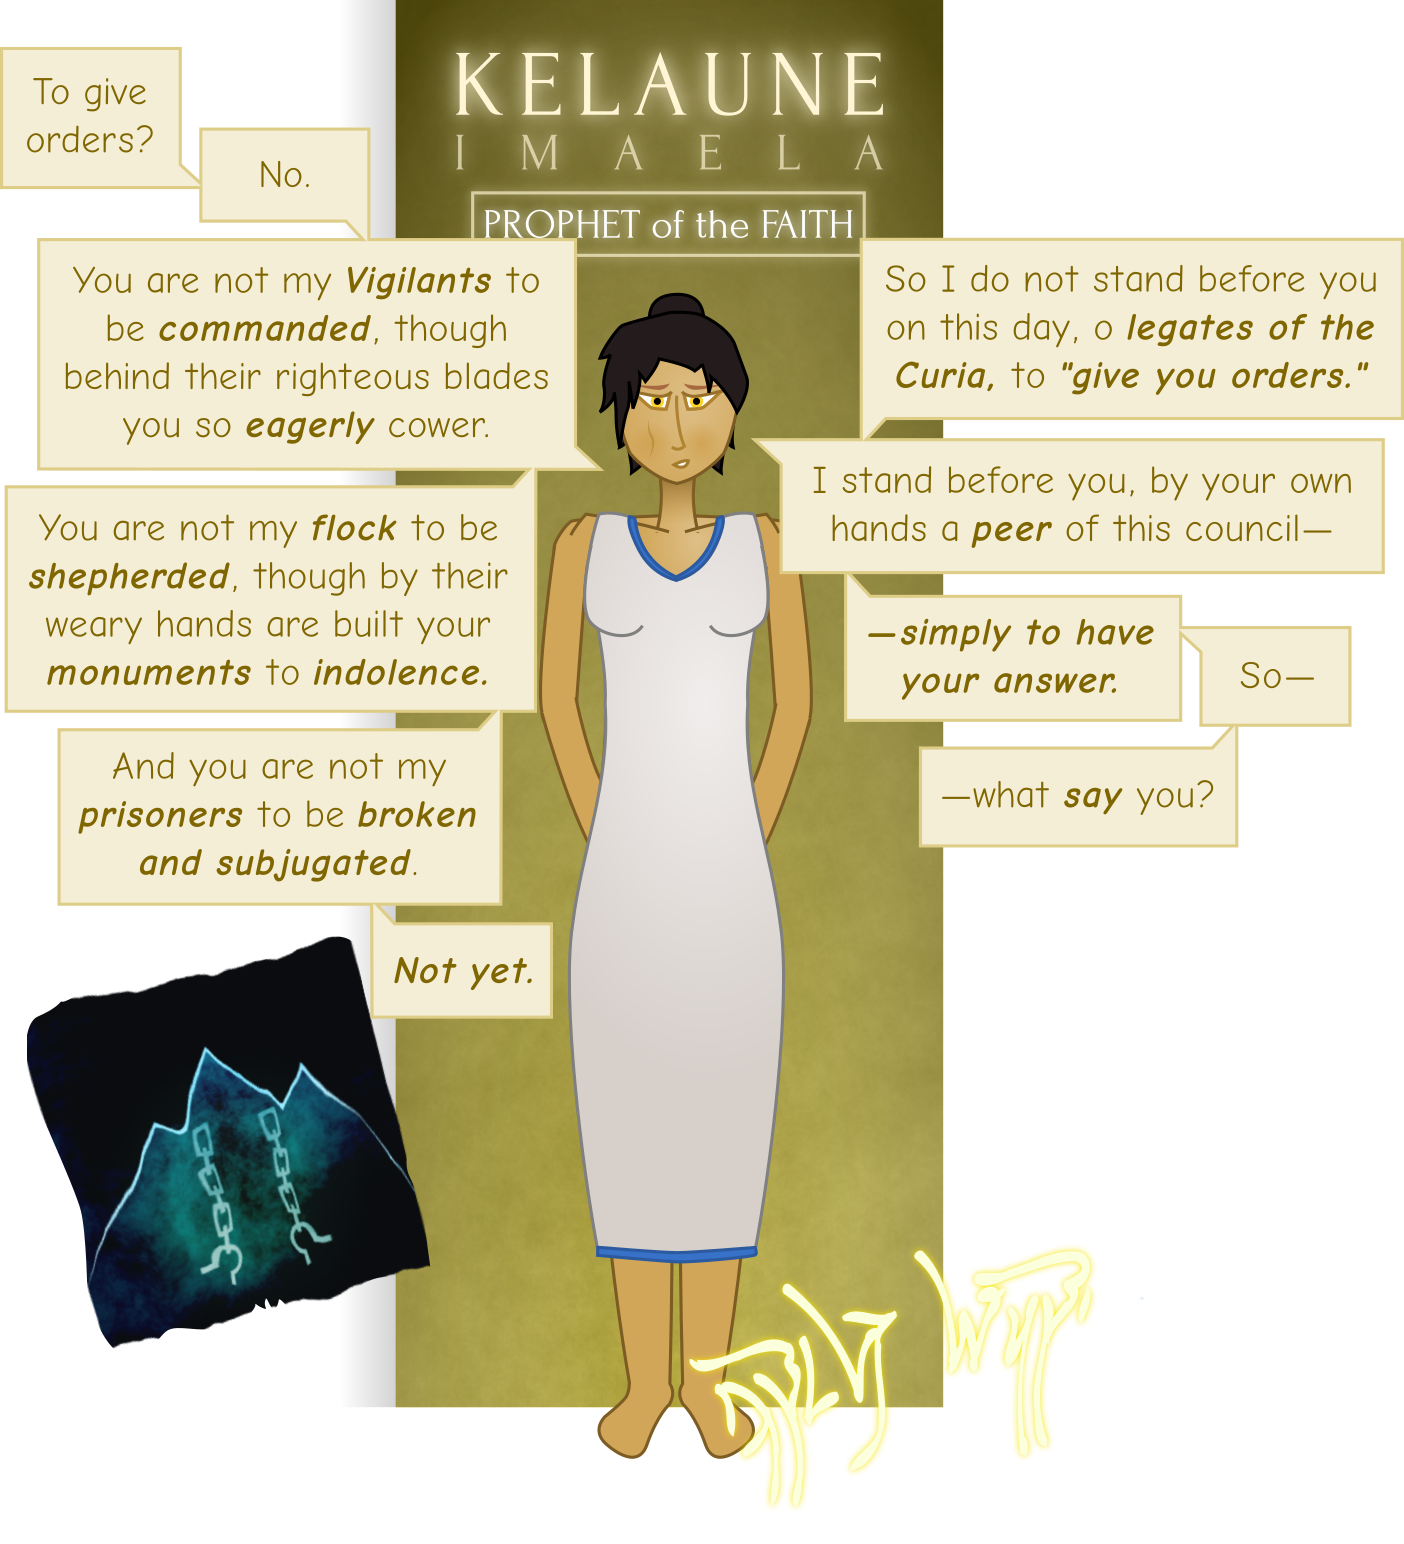 KELAUNE
IMAELA
PROPHET of the FAITH
To give
orders?
No.
You are not my Vigilants to
be commanded, though
behind their righteous blades
you so eagerly cower.
You are not my flock to be
shepherded, though by their
weary hands are built your
monuments to indolence.
And you are not my
prisoners to be broken
and subjugated.
Not yet.
So I do not stand before you
on this day, o legates of the
Curia, to "give you orders."
I stand before you, by your own
hands a peer of this council—
—simply to have
your answer.
So—
—what say you?